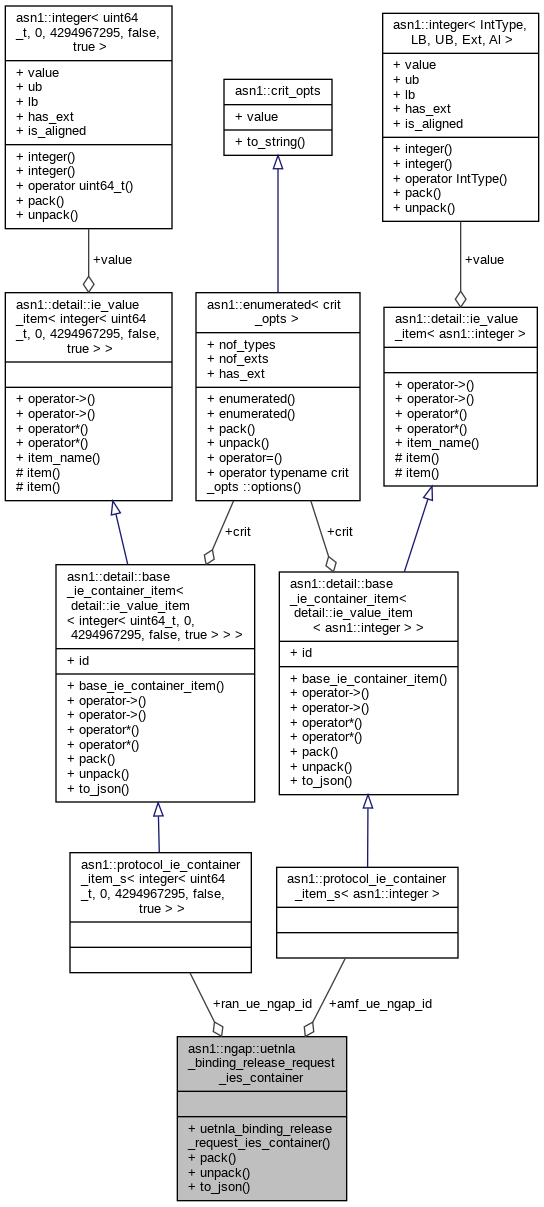 asn1::integer< uint64
_t, 0, 4294967295, false,
true >
+ value
+ ub
+ lb
+ has_ext
+ is_aligned
+ integer()
+ integer()
+ operator uint64_t()
+ pack()
+ unpack()
asn1::crit_opts
+ value
+ to_string()
asn1::integer< IntType,
LB, UB, Ext, Al >
+ value
+ ub
+ lb
+ has_ext
+ is_aligned
+ integer()
+ integer()
+ operator IntType()
+ pack()
+ unpack()
+value
+value
asn1::detail::ie_value
_item< integer< uint64
_t, 0, 4294967295, false,
true > >
+ operator->()
+ operator->()
+ operator*()
+ operator*()
+ item_name()
# item()
# item()
asn1::enumerated< crit
_opts >
+ nof_types
+ nof_exts
+ has_ext
+ enumerated()
+ enumerated()
+ pack()
+ unpack()
+ operator=()
+ operator typename crit
_opts ::options()
asn1::detail::ie_value
_item< asn1::integer >
+ operator->()
+ operator->()
+ operator*()
+ operator*()
+ item_name()
# item()
# item()
+crit
+crit
asn1::detail::base
_ie_container_item<
detail::ie_value_item
< integer< uint64_t, 0,
4294967295, false, true > > >
+ id
+ base_ie_container_item()
+ operator->()
+ operator->()
+ operator*()
+ operator*()
+ pack()
+ unpack()
+ to_json()
asn1::detail::base
_ie_container_item<
detail::ie_value_item
< asn1::integer > >
+ id
+ base_ie_container_item()
+ operator->()
+ operator->()
+ operator*()
+ operator*()
+ pack()
+ unpack()
+ to_json()
asn1::protocol_ie_container
_item_s< integer< uint64
_t, 0, 4294967295, false,
true > >
asn1::protocol_ie_container
_item_s< asn1::integer >
+ran_ue_ngap_id
+amf_ue_ngap_id
asn1::ngap::uetnla
_binding_release_request
_ies_container
+ uetnla_binding_release
_request_ies_container()
+ pack()
+ unpack()
+ to_json()